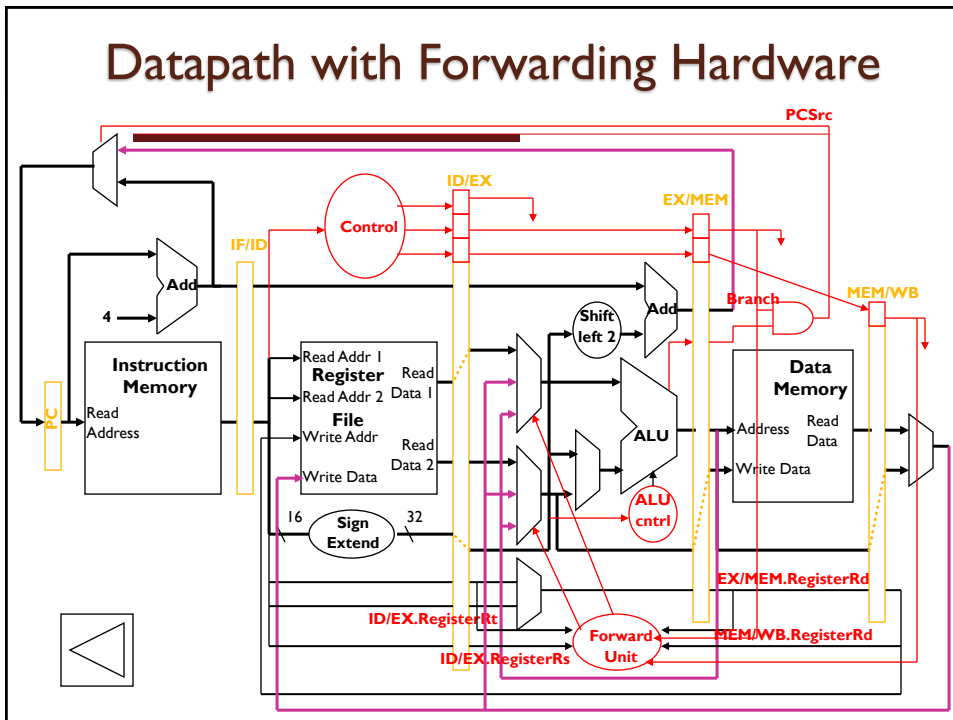 Datapath with Forwarding Hardware
PCSrc
ID/EX
EX/MEM
Control
IF/ID
Add
4
Shift
left 2
Add
Branch
MEM/WB
PC
Read
Address
Instruction
Memory
Read Addr 1
Register
Read Addr 2
File
Write Addr
Write Data
Read
Data 1
Read
Data 2
16
Sign
Extend
32
ALU
ALU
cntrl
Data
Memory
Address
Read
Data
Write Data
EX/MEM.RegisterRd
ID/EX.RegisterRt
Forward
Unit
MEM/WB.RegisterRd
ID/EX.RegisterRs